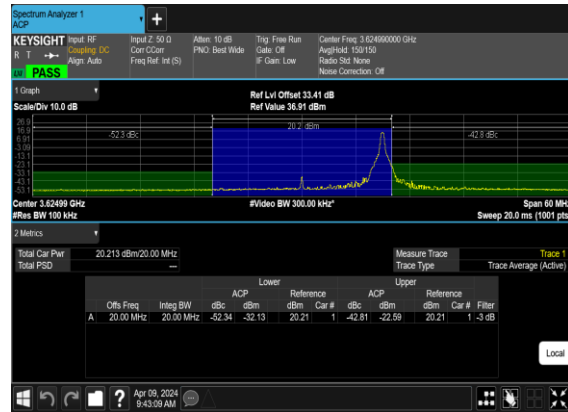 Spectrum Analyzer 1
ACP
KEYSIGHT Input: RF Input Z: 50 Ω Atten: 10 dB Trig: Free Run Center Freq: 3.624990000 GHz
R T Coupling: DC Corr CCorr PNO: Best Wide Gate: Off Avg|Hold: 150/150
Align: Auto Freq Ref: Int (S) IF Gain: Low Radio Std: None
LXI PASS Noise Correction: Off
1 Graph Ref Lvl Offset 33.41 dB
Scale/Div 10.0 dB Ref Value 36.91 dBm
26.9
16.9 -52.3 dBc 20.2 dBm -42.8 dBc
6.91
-3.09
-13.1
-23.1
-33.1
-43.1
-53.1
Center 3.62499 GHz #Video BW 300.00 kHz* Span 60 MHz
#Res BW 100 kHz Sweep 20.0 ms (1001 pts)
2 Metrics
Total Car Pwr 20.213 dBm/20.00 MHz Measure Trace Trace 1
Total PSD --- Trace Type Trace Average (Active)
Lower Upper
ACP Reference ACP Reference
Offs Freq Integ BW dBc dBm dBm Car # dBc dBm dBm Car # Filter
A 20.00 MHz 20.00 MHz -52.34 -32.13 20.21 1 -42.81 -22.59 20.21 1 -3 dB
Local
? Apr 09, 2024
9:43:09 AM